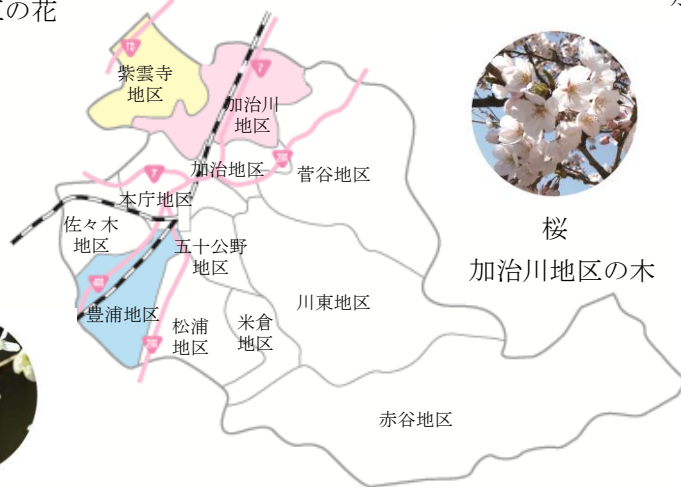 の花
紫雲寺
地区
加治川
地区
7
加治地区
菅谷地区
7
本庁地区
佐々木
地区
五十公野
地区
豊浦地区
松浦
地区
米倉
地区
川東地区
赤谷地区
桜
加治川地区の木